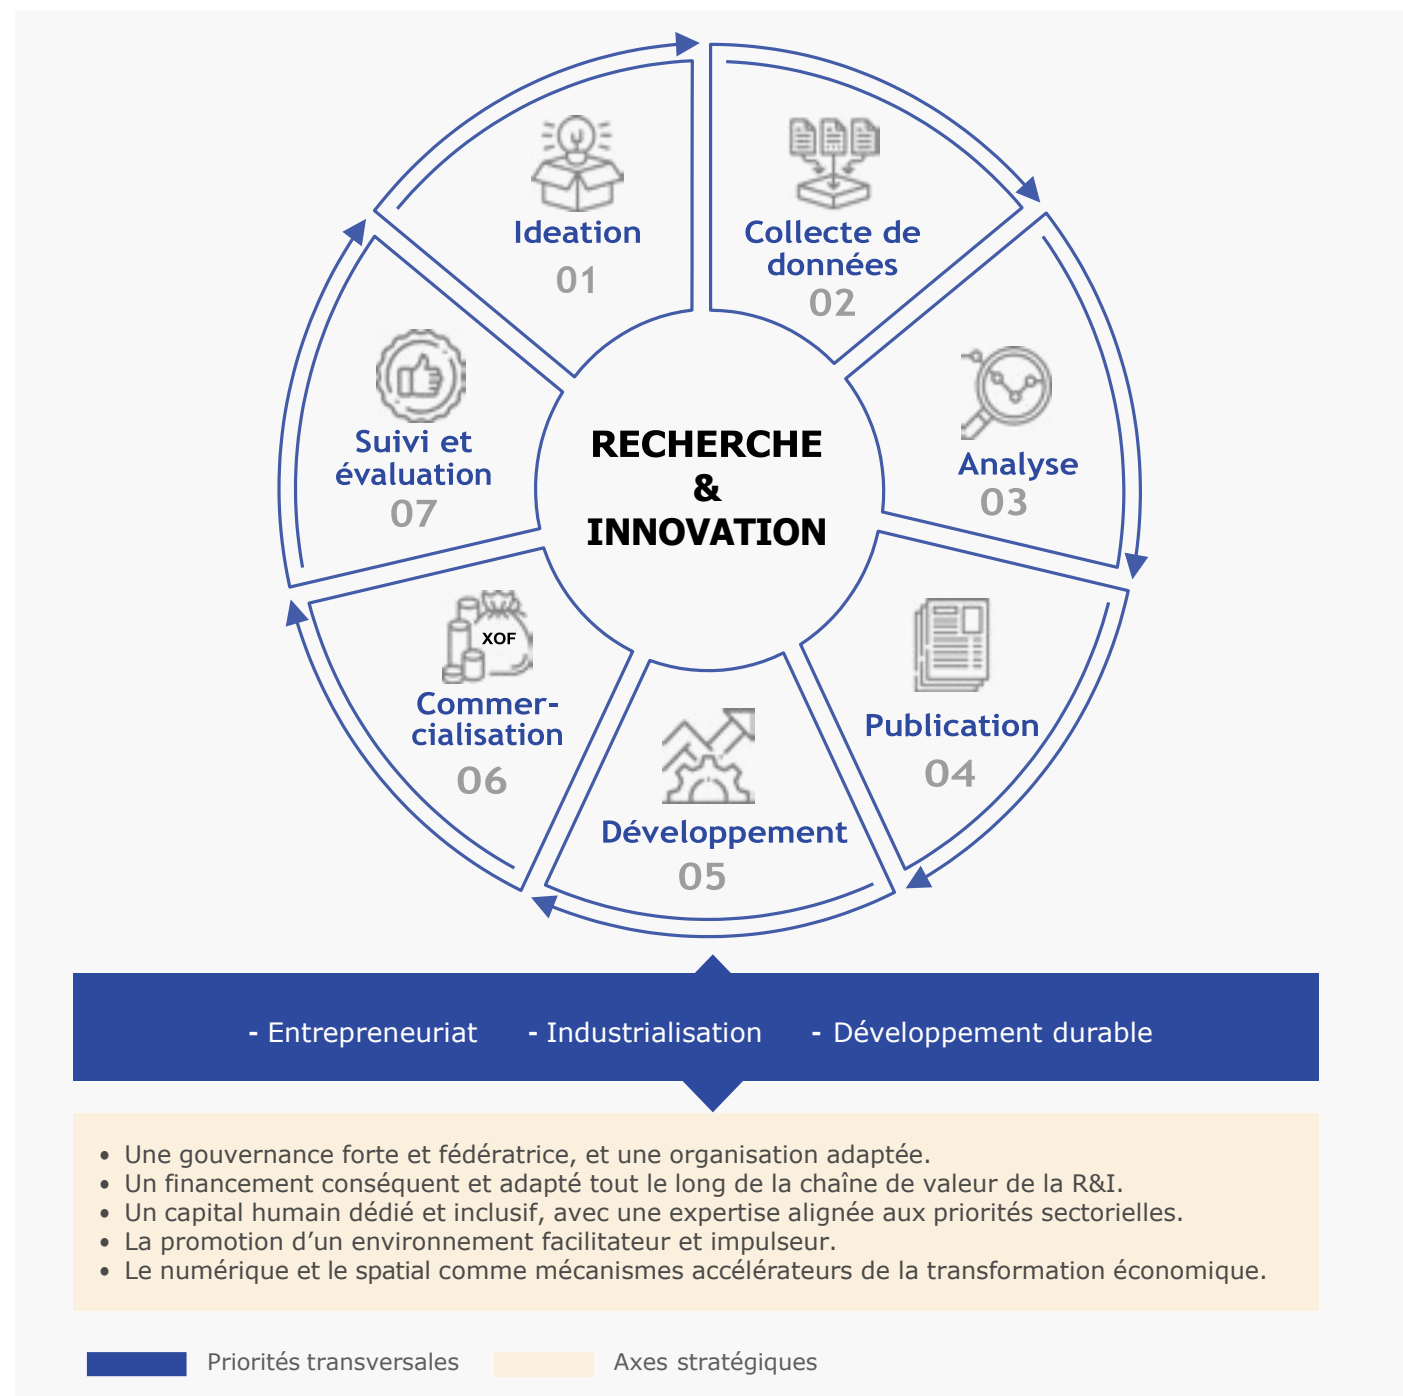 Ideation
01
Collecte de
données
02
Analyse
03
Publication
04
Développement
05
XOF
Commer-
cialisation
06
Suivi et
évaluation
07
RECHERCHE
&
INNOVATION
- Entrepreneuriat - Industrialisation - Développement durable
• Une gouvernance forte et fédératrice, et une organisation adaptée.
• Un financement conséquent et adapté tout le long de la chaîne de valeur de la R&I.
• Un capital humain dédié et inclusif, avec une expertise alignée aux priorités sectorielles.
• La promotion d’un environnement facilitateur et impulseur.
• Le numérique et le spatial comme mécanismes accélérateurs de la transformation économique.
Priorités transversales Axes stratégiques